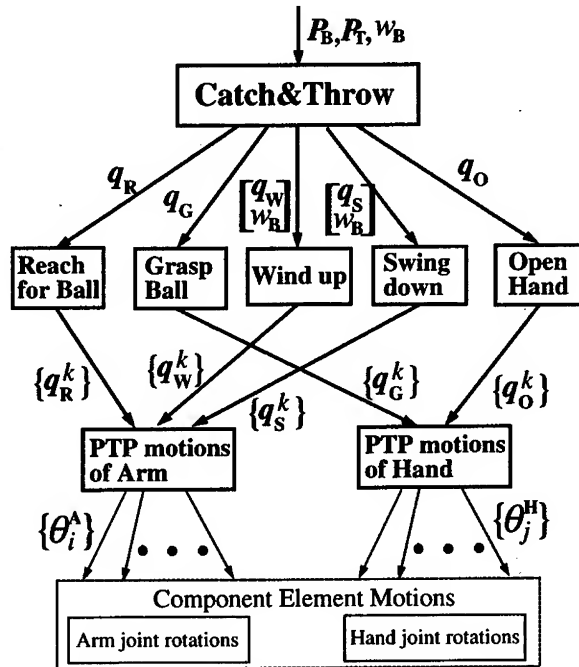 P_B, P_T, w_B
Catch&Throw
q_R
q_G
[q_W w_B]
[q_S w_B]
q_O
Reach for Ball
Grasp Ball
Wind up
Swing down
Open Hand
{q_R^k}
{q_W^k}
{q_S^k}
{q_G^k}
{q_O^k}
PTP motions of Arm
PTP motions of Hand
{θ_i^A}
• • •
• • •
{θ_j^H}
Component Element Motions
Arm joint rotations
Hand joint rotations